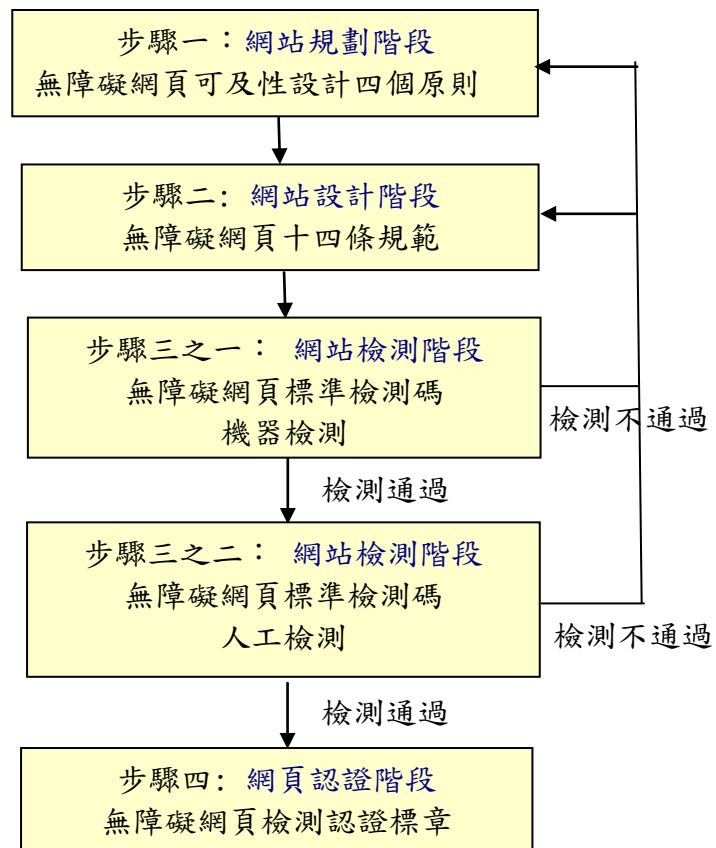 步驟一：網站規劃階段
無障礙網頁可及性設計四個原則
步驟二: 網站設計階段
無障礙網頁十四條規範
步驟三之一： 網站檢測階段
無障礙網頁標準檢測碼
機器檢測
檢測不通過
檢測通過
步驟三之二： 網站檢測階段
無障礙網頁標準檢測碼
人工檢測
檢測不通過
檢測通過
步驟四: 網頁認證階段
無障礙網頁檢測認證標章